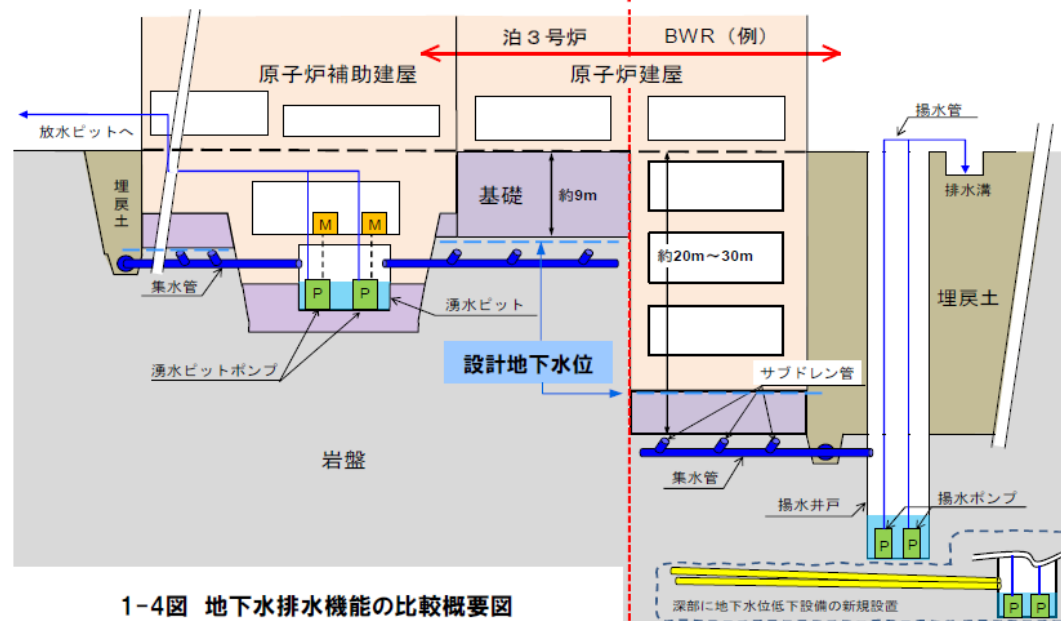 泊3号炉
BWR（例）
原子炉補助建屋
原子炉建屋
揚水管
放水ピットへ
埋戻土
基礎
約9m
排水溝
M
M
約20m～30m
集水管
P
P
湧水ピット
埋戻土
湧水ピットポンプ
設計地下水位
サブドレン管
岩盤
集水管
揚水井戸
揚水ポンプ
P
P
深部に地下水位低下設備の新規設置
P
P
1-4図 地下水排水機能の比較概要図